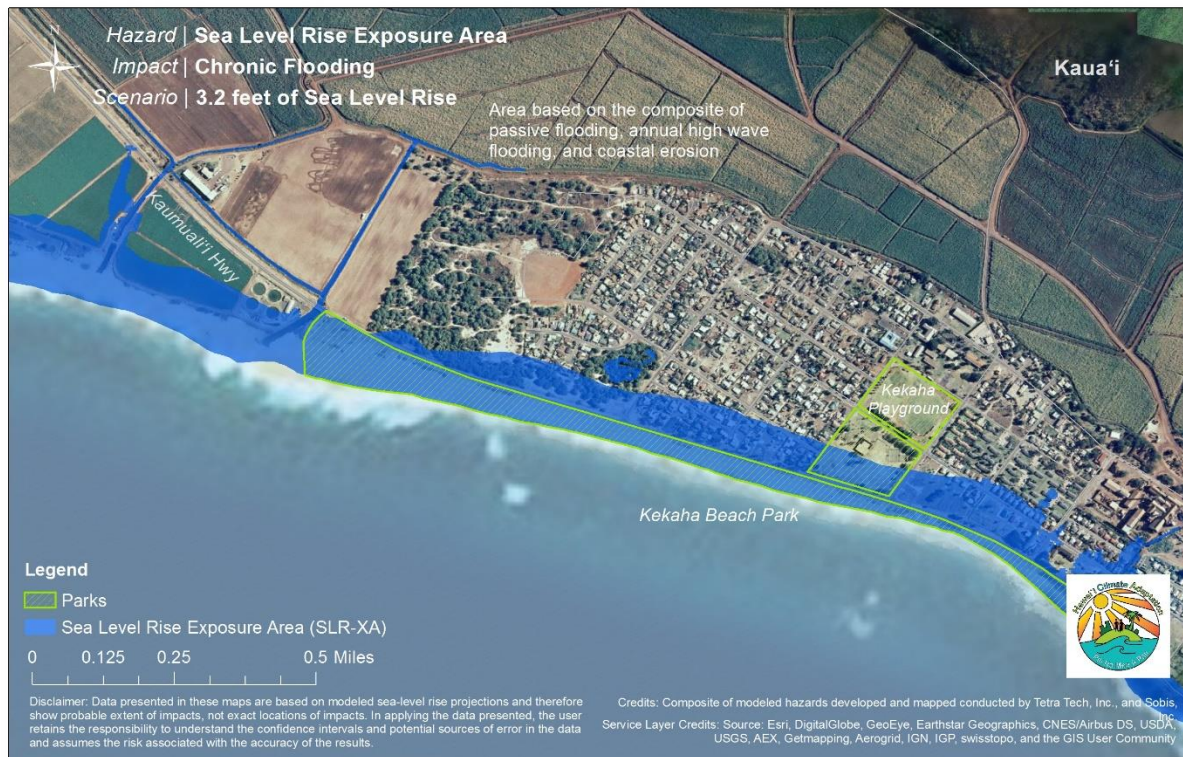 N
Hazard | Sea Level Rise Exposure Area
Impact | Chronic Flooding
Scenario | 3.2 feet of Sea Level Rise
Kauaʻi
Area based on the composite of
passive flooding, annual high wave
flooding, and coastal erosion
Kaumualiʻi Hwy
Kekaha
Playground
Kekaha Beach Park
Legend
Parks
Sea Level Rise Exposure Area (SLR-XA)
0 0.125 0.25 0.5 Miles
Disclaimer: Data presented in these maps are based on modeled sea-level rise projections and therefore
show probable extent of impacts, not exact locations of impacts. In applying the data presented, the user
retains the responsibility to understand the confidence intervals and potential sources of error in the data
and assumes the risk associated with the accuracy of the results.
Hawaiʻi Climate Adaptation
Credits: Composite of modeled hazards developed and mapped conducted by Tetra Tech, Inc., and Sobis,
Inc.
Service Layer Credits: Source: Esri, DigitalGlobe, GeoEye, Earthstar Geographics, CNES/Airbus DS, USDA,
USGS, AEX, Getmapping, Aerogrid, IGN, IGP, swisstopo, and the GIS User Community